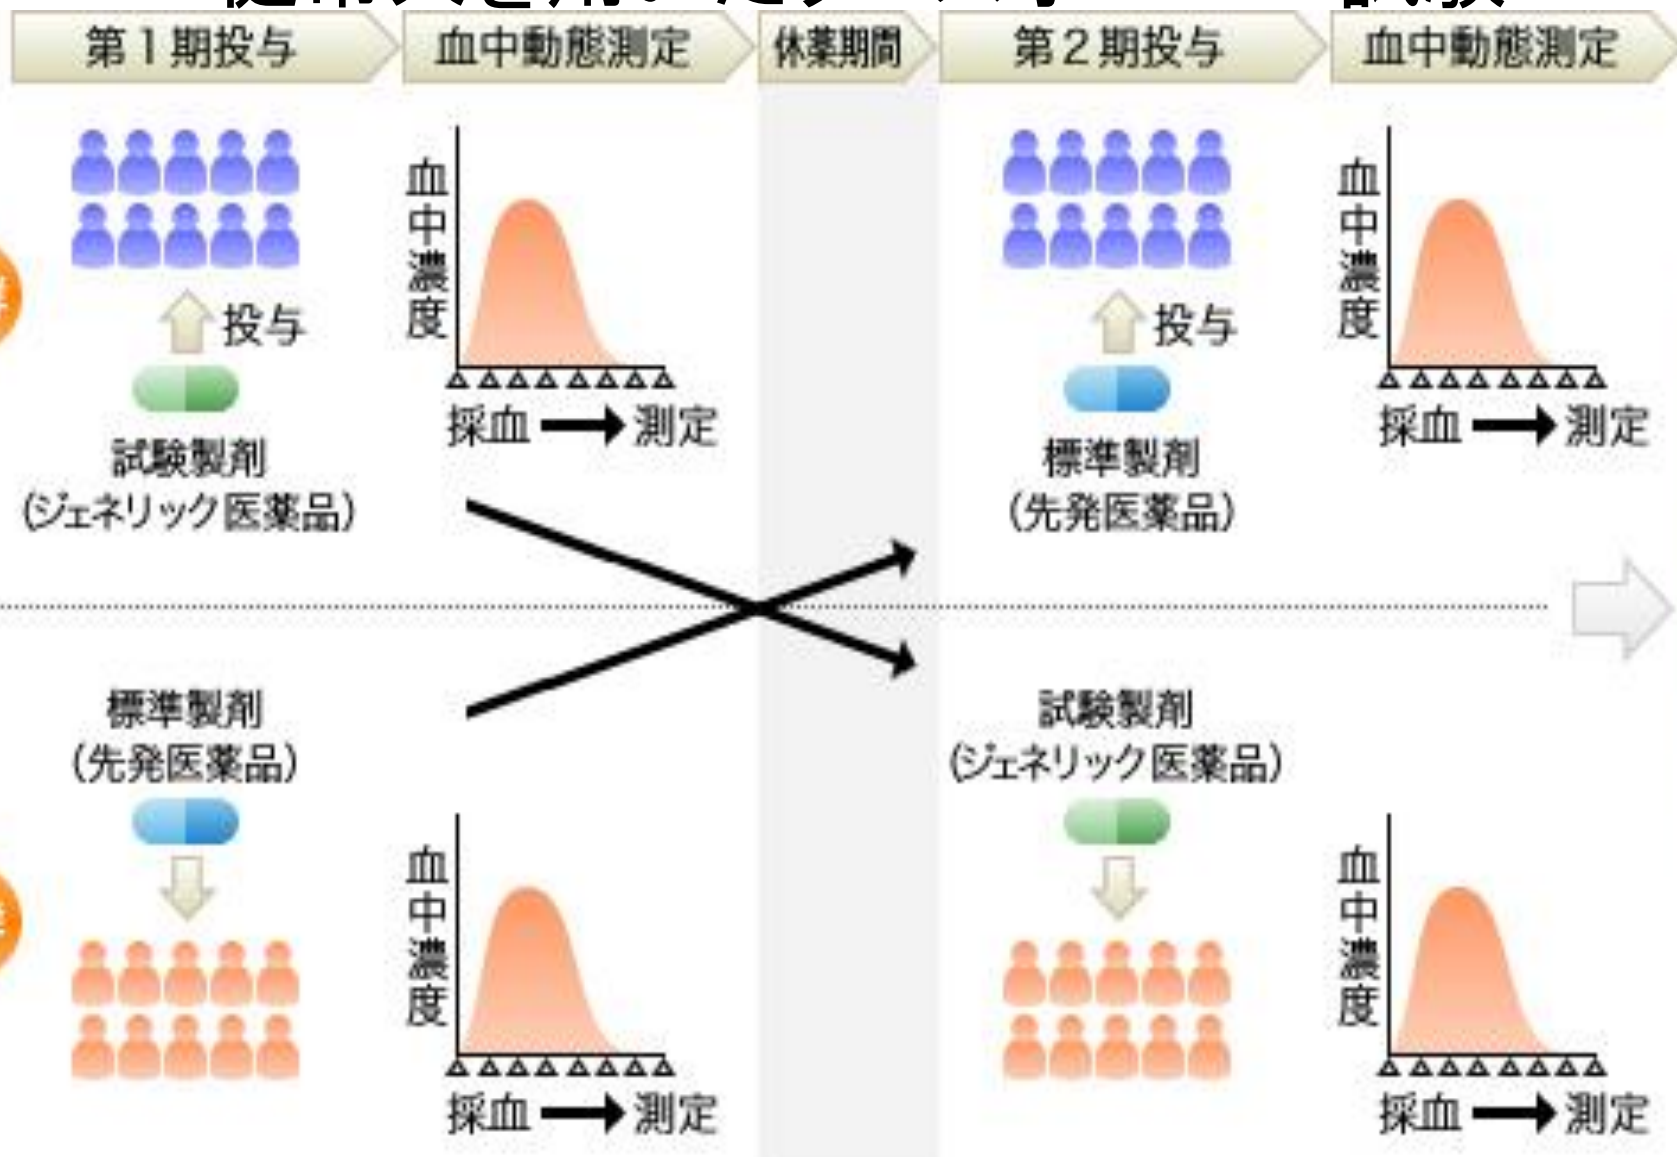 第1期投与
血中動態測定
休薬期間
第2期投与
血中動態測定
血中濃度
投与
試験製剤
(ジェネリック医薬品)
採血 → 測定
血中濃度
投与
標準製剤
(先発医薬品)
採血 → 測定
標準製剤
(先発医薬品)
血中濃度
採血 → 測定
試験製剤
(ジェネリック医薬品)
血中濃度
採血 → 測定